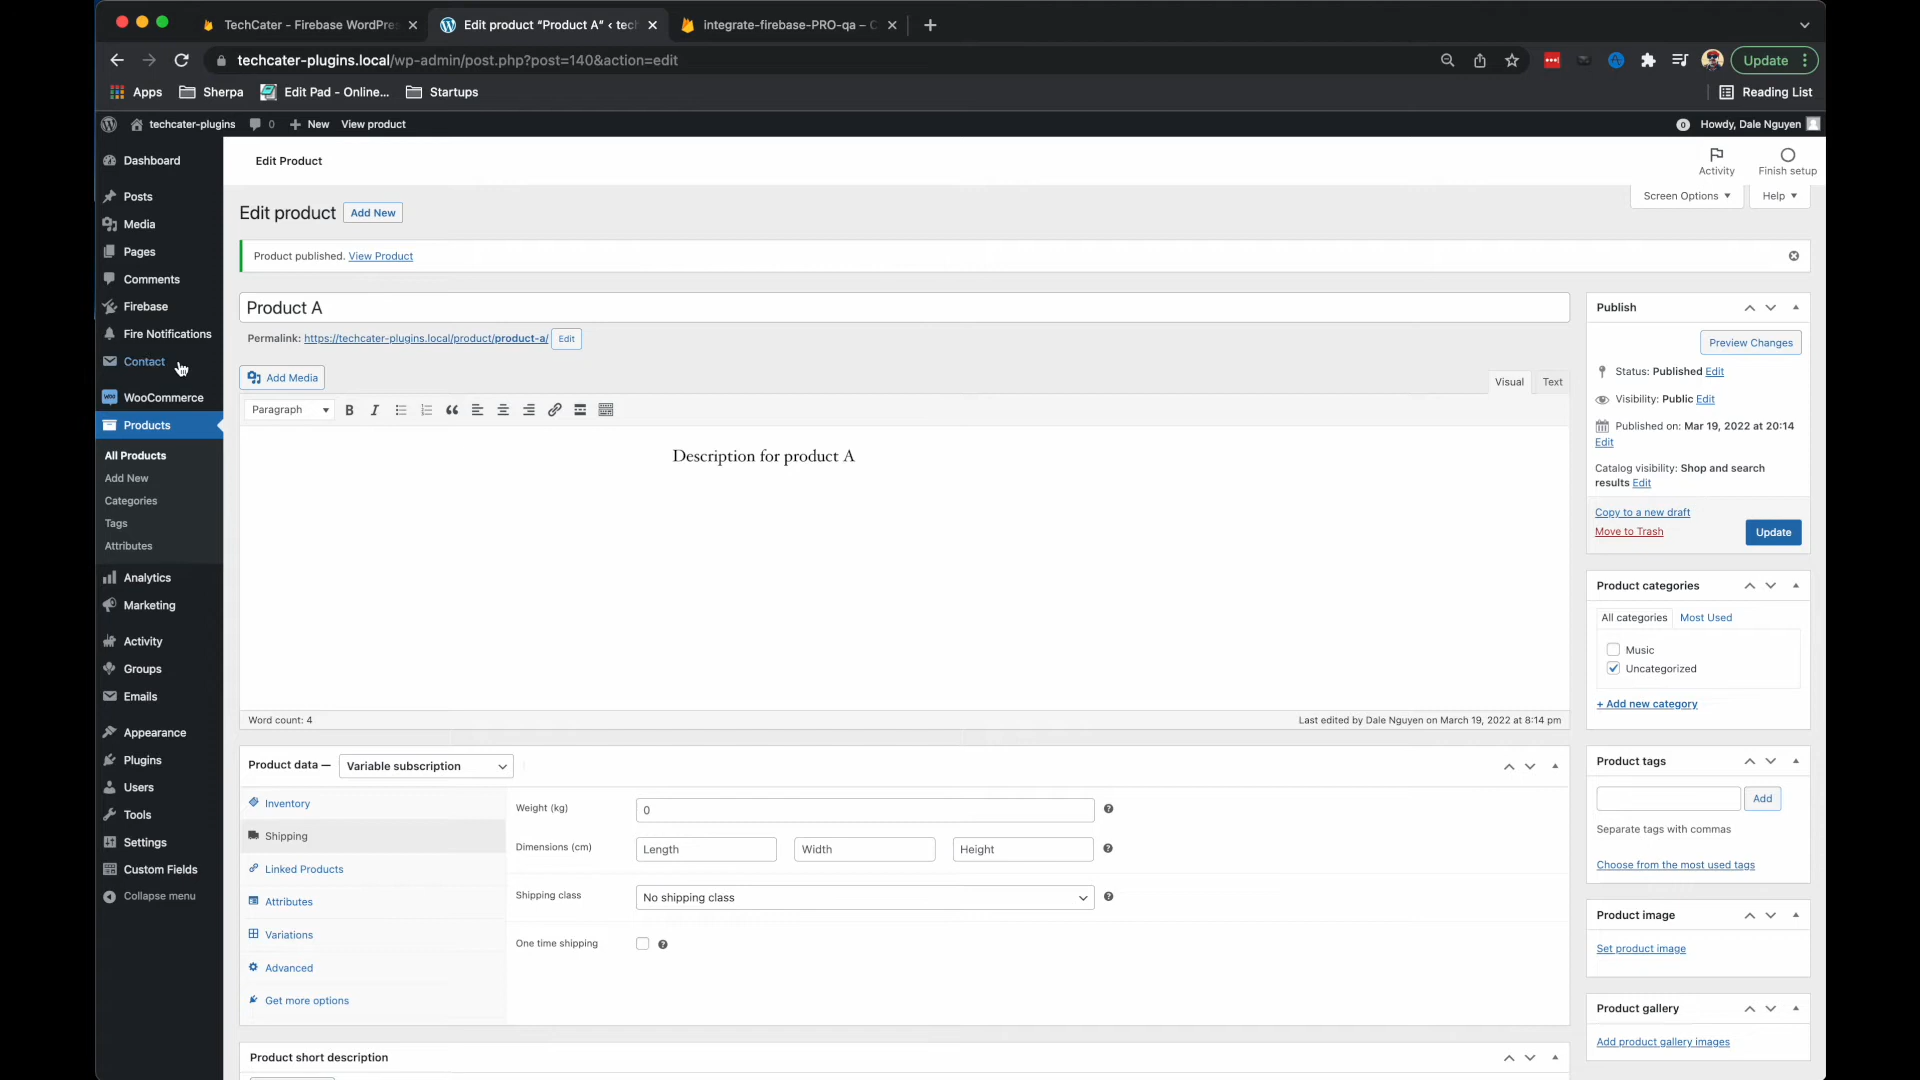 TechCater - Firebase WordPres
Edit product “Product A” ‹ tec
integrate-firebase-PRO-qa – C
techcater-plugins.local/wp-admin/post.php?post=140&action=edit
Update
Apps
Sherpa
Edit Pad - Online...
Startups
Reading List
techcater-plugins
0
New
View product
0
Howdy, Dale Nguyen
Dashboard
Posts
Media
Pages
Comments
Firebase
Fire Notifications
Contact
WooCommerce
Products
All Products
Add New
Categories
Tags
Attributes
Analytics
Marketing
Activity
Groups
Emails
Appearance
Plugins
Users
Tools
Settings
Custom Fields
Collapse menu
Edit Product
Activity
Finish setup
Screen Options
Help
Edit product
Add New
Product published. View Product
Product A
Permalink: https://techcater-plugins.local/product/product-a/ Edit
Add Media
Visual
Text
Paragraph
Description for product A
Word count: 4
Last edited by Dale Nguyen on March 19, 2022 at 8:14 pm
Product data —
Variable subscription
Inventory
Shipping
Linked Products
Attributes
Variations
Advanced
Get more options
Weight (kg)
0
Dimensions (cm)
Length
Width
Height
Shipping class
No shipping class
One time shipping
Product short description
Publish
Preview Changes
Status: Published Edit
Visibility: Public Edit
Published on: Mar 19, 2022 at 20:14
Edit
Catalog visibility: Shop and search
results Edit
Copy to a new draft
Move to Trash
Update
Product categories
All categories
Most Used
Music
Uncategorized
+ Add new category
Product tags
Add
Separate tags with commas
Choose from the most used tags
Product image
Set product image
Product gallery
Add product gallery images